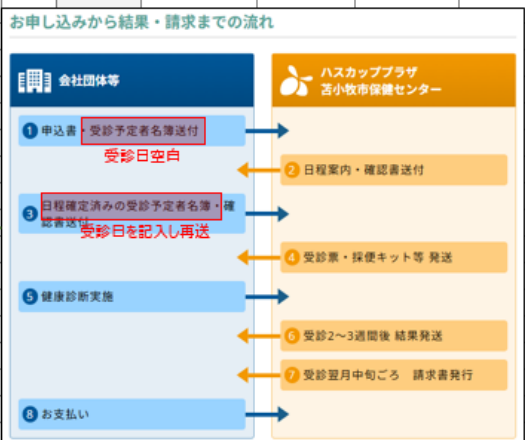 お申し込みから結果・請求までの流れ
会社団体等
ハスカッププラザ
苫小牧市保健センター
1 申込書・受診予定者名簿送付
受診日空白
2 日程案内・確認書送付
3 日程確定済みの受診予定者名簿・確
認書送付
受診日を記入し再送
4 受診票・採便キット等 発送
5 健康診断実施
6 受診2〜3週間後 結果発送
7 受診翌月中旬ごろ 請求書発行
8 お支払い